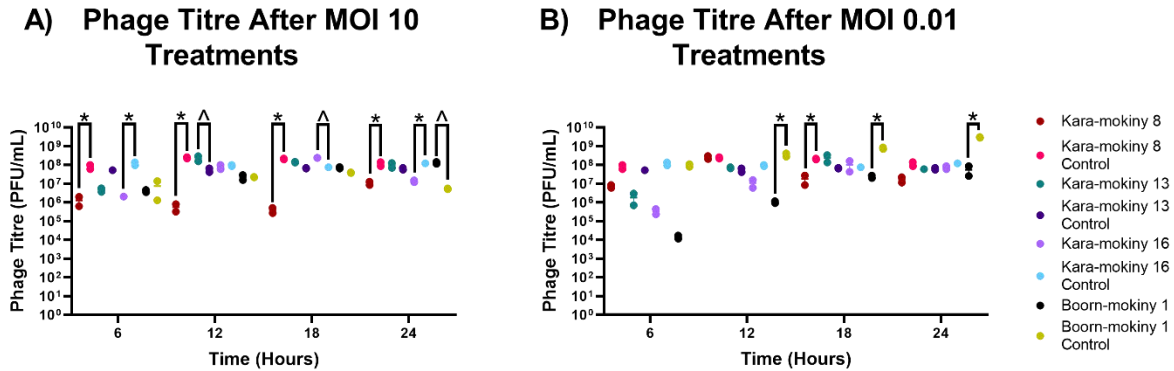 A) Phage Titre After MOI 10
Treatments
* * * ^ * ^ * * ^
Phage Titre (PFU/mL)
10¹⁰
10⁹
10⁸
10⁷
10⁶
10⁵
10⁴
10³
10²
10¹
10⁰
6 12 18 24
Time (Hours)
B) Phage Titre After MOI 0.01
Treatments
* * * *
Phage Titre (PFU/mL)
10¹⁰
10⁹
10⁸
10⁷
10⁶
10⁵
10⁴
10³
10²
10¹
10⁰
6 12 18 24
Time (Hours)
Kara-mokiny 8
Kara-mokiny 8
Control
Kara-mokiny 13
Kara-mokiny 13
Control
Kara-mokiny 16
Kara-mokiny 16
Control
Boorn-mokiny 1
Boorn-mokiny 1
Control